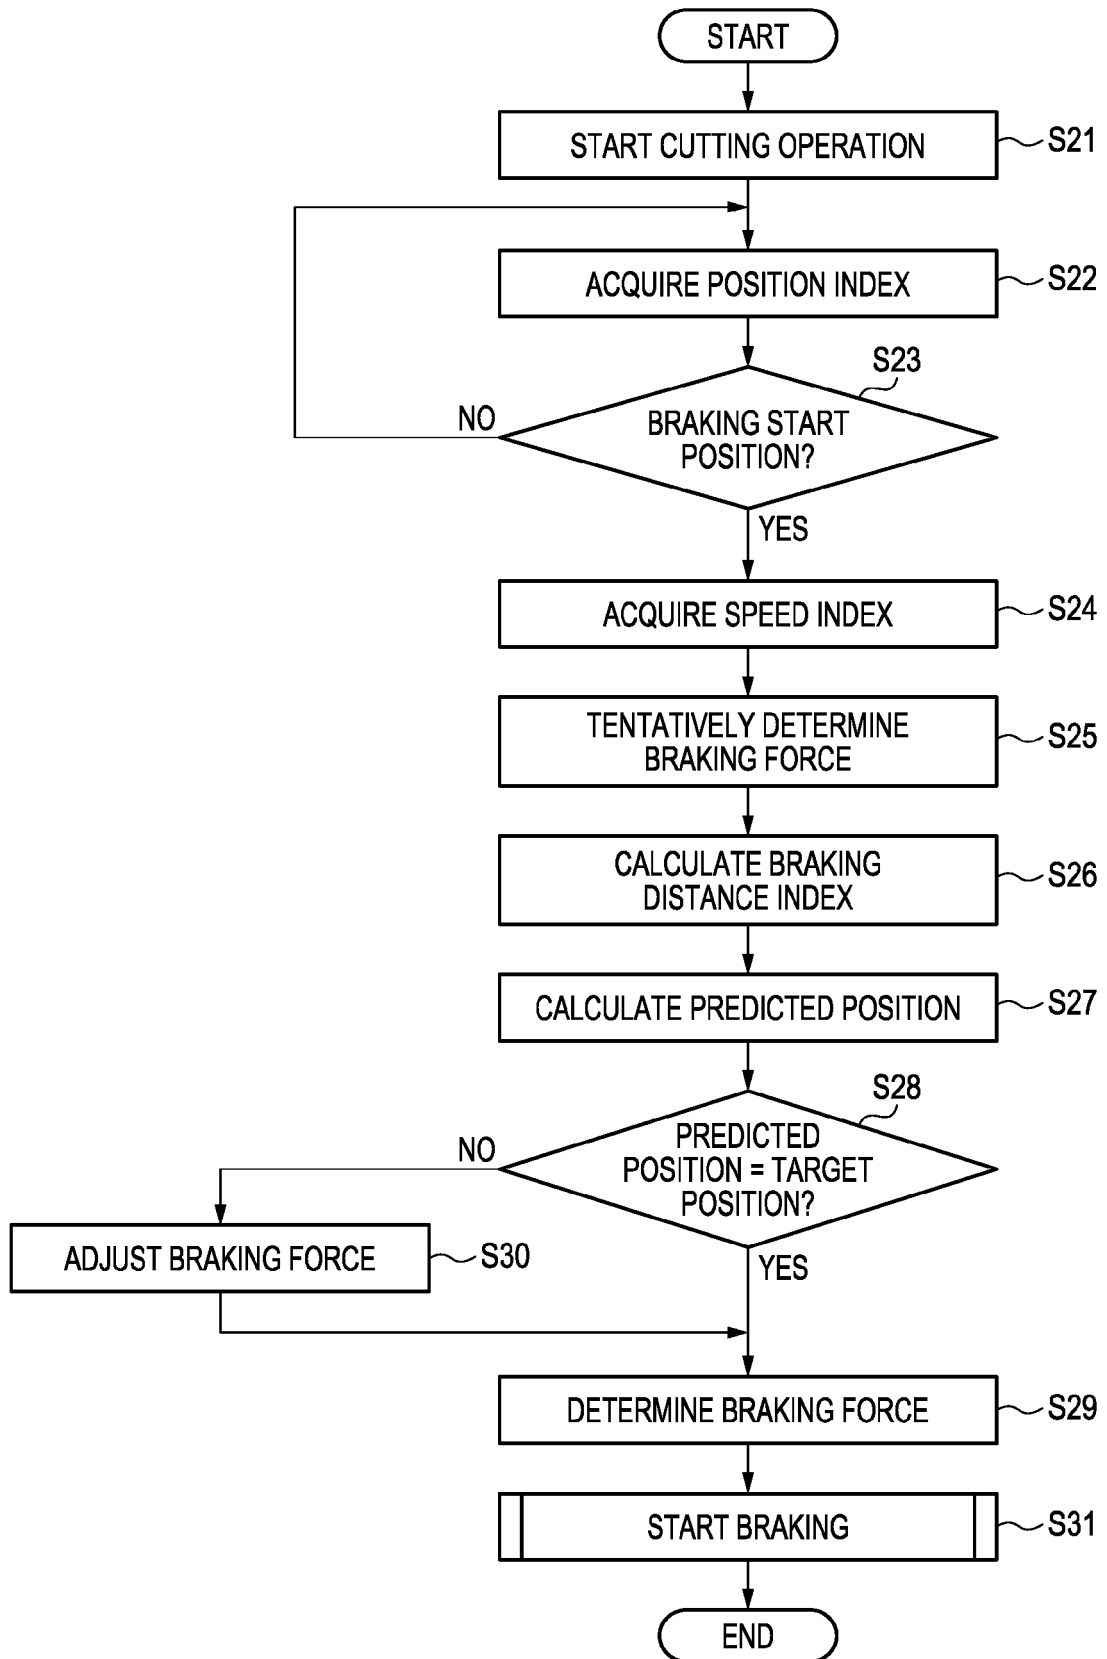 START
START CUTTING OPERATION
S21
ACQUIRE POSITION INDEX
S22
S23
NO
BRAKING START
POSITION?
YES
ACQUIRE SPEED INDEX
S24
TENTATIVELY DETERMINE
BRAKING FORCE
S25
CALCULATE BRAKING
DISTANCE INDEX
S26
CALCULATE PREDICTED POSITION
S27
S28
NO
PREDICTED
POSITION = TARGET
POSITION?
YES
ADJUST BRAKING FORCE
S30
DETERMINE BRAKING FORCE
S29
START BRAKING
S31
END